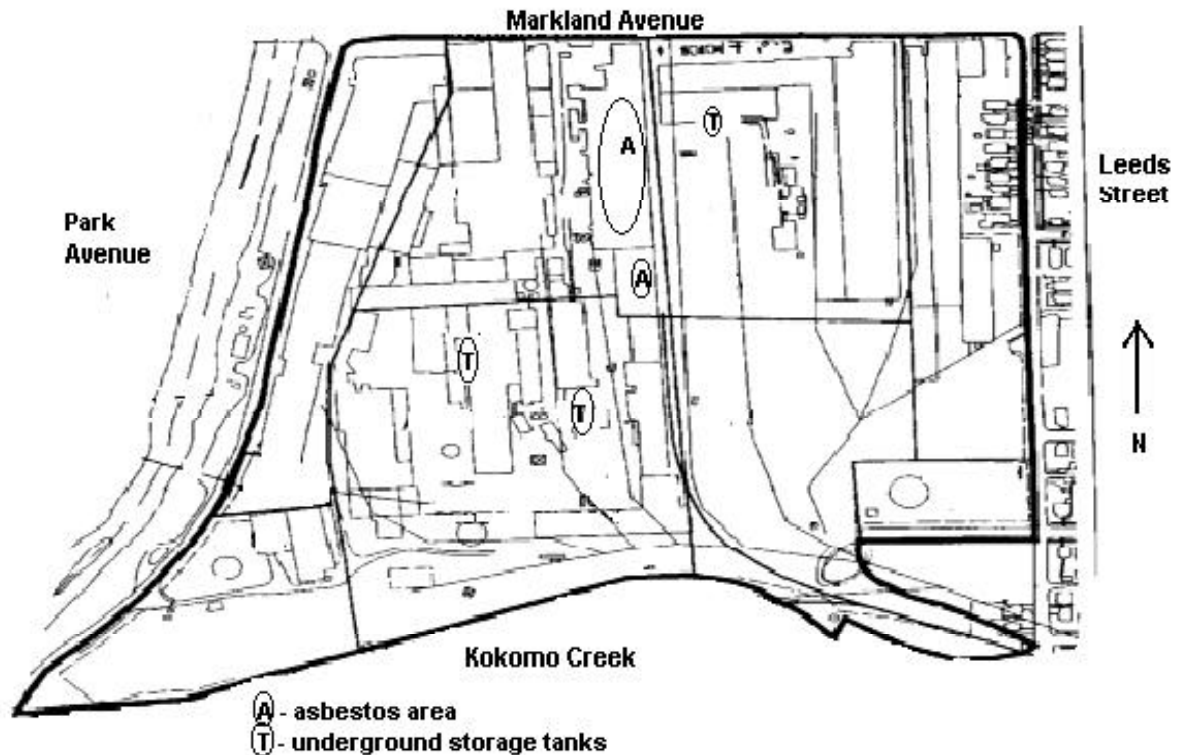 Markland Avenue
A
T
Leeds
Street
Park
Avenue
A
T
T
N
Kokomo Creek
A - asbestos area
T - underground storage tanks